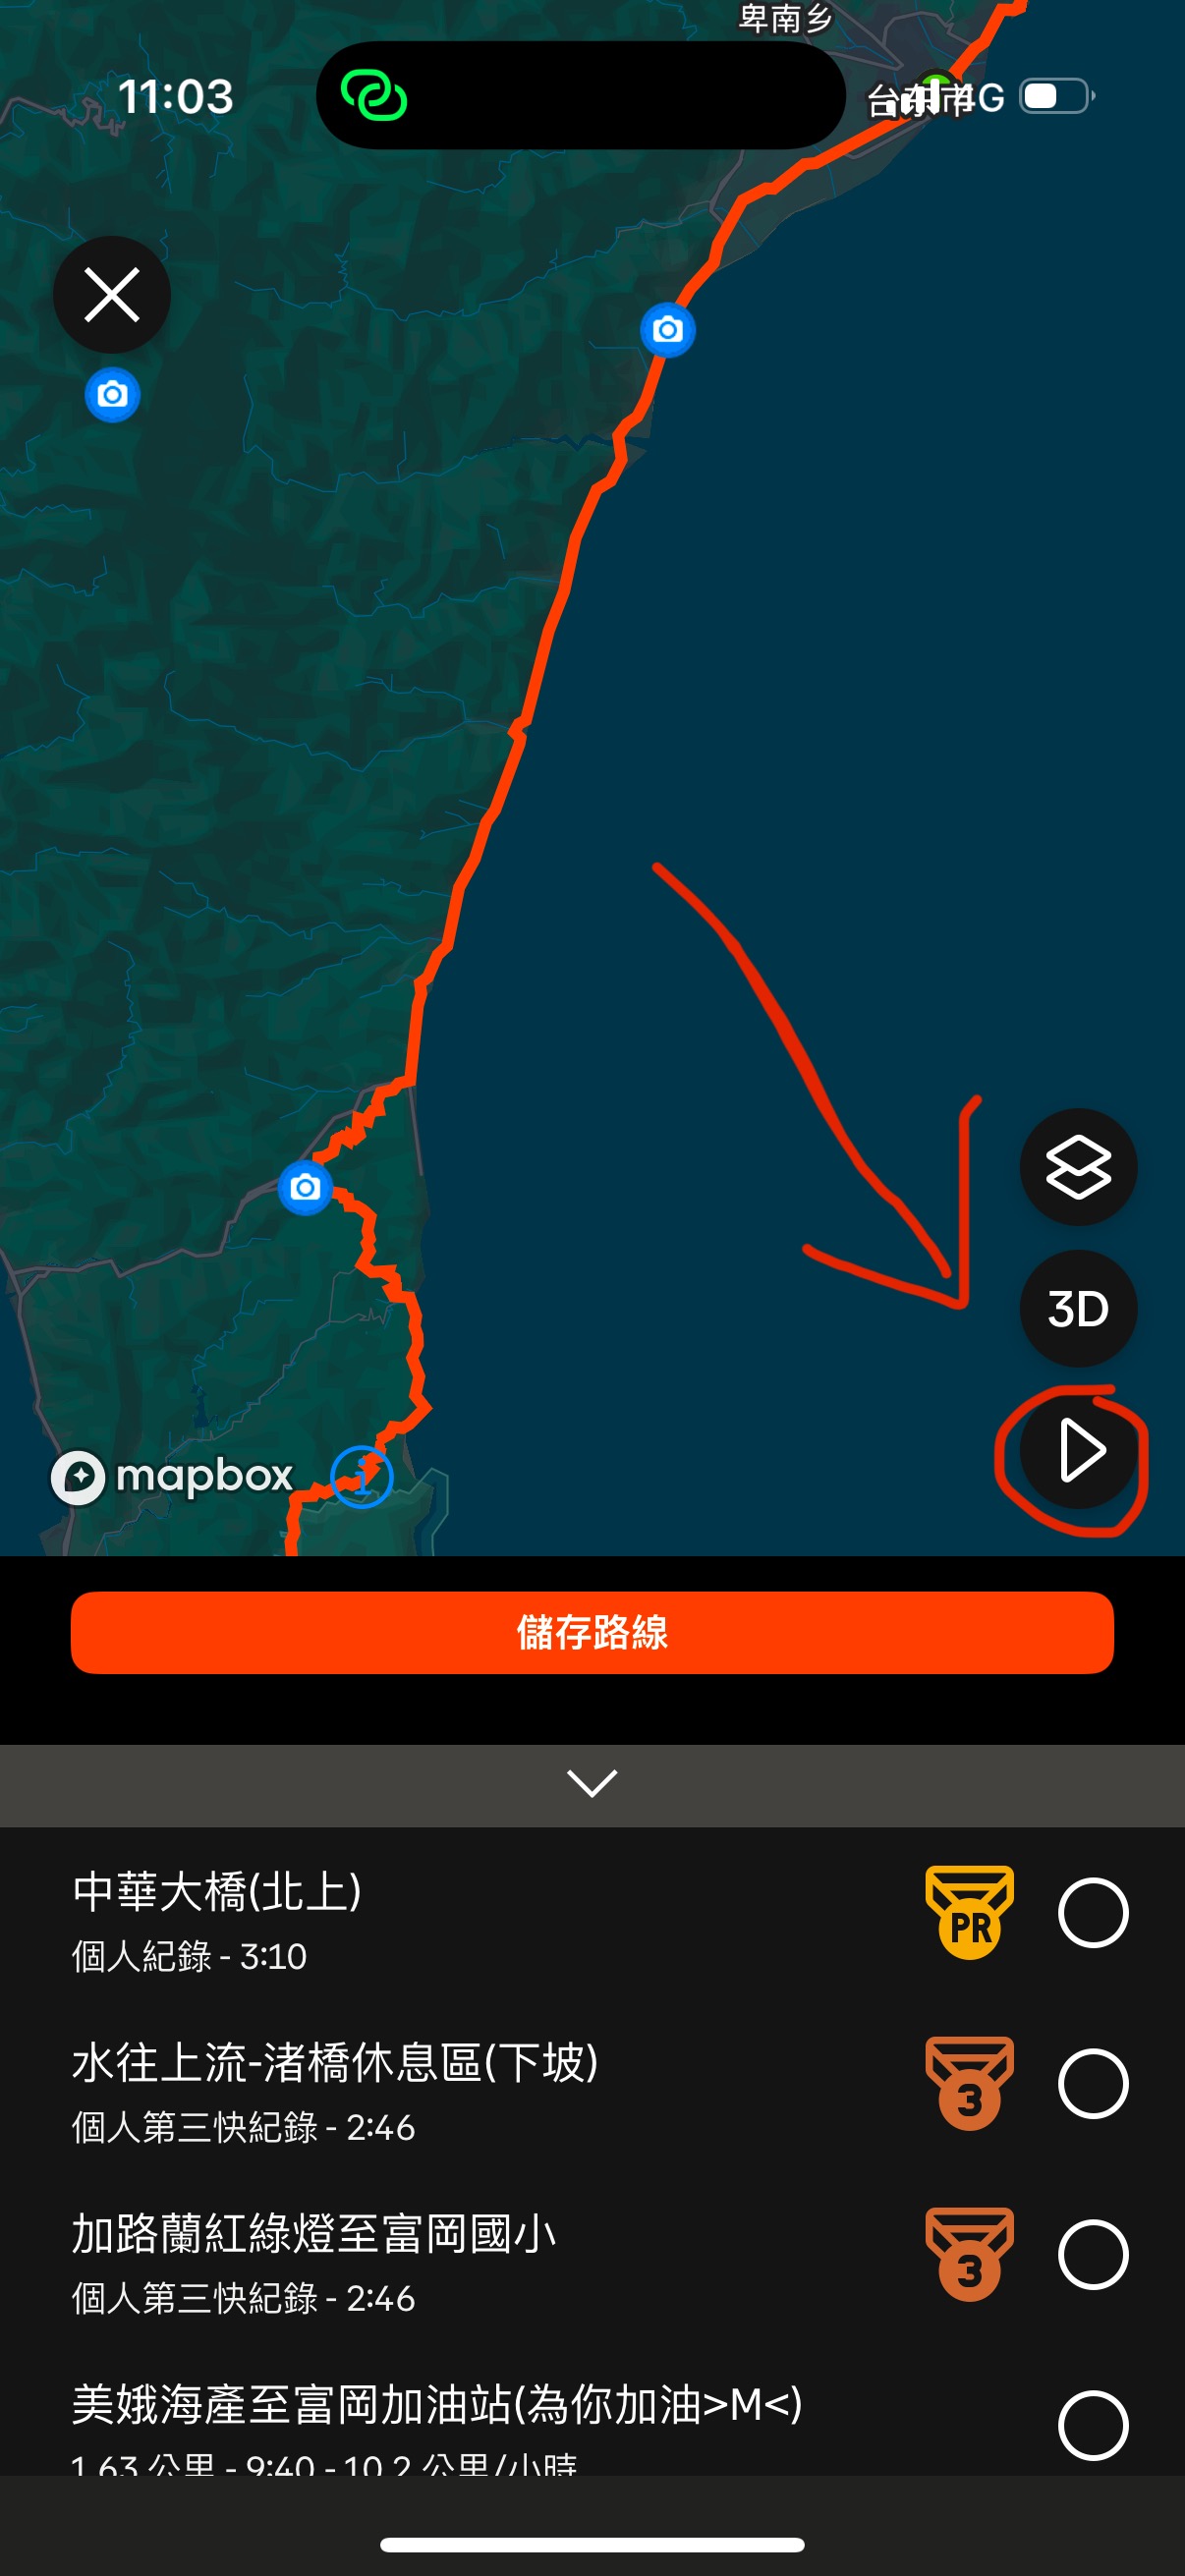 卑南乡
11:03
台东市
4G
3D
mapbox
儲存路線
中華大橋(北上)
個人紀錄 - 3:10
PR
水往上流-渚橋休息區(下坡)
個人第三快紀錄 - 2:46
3
加路蘭紅綠燈至富岡國小
個人第三快紀錄 - 2:46
3
美娥海產至富岡加油站(為你加油>M<)
1.63 公里 - 9:40 - 10.2 公里/小時